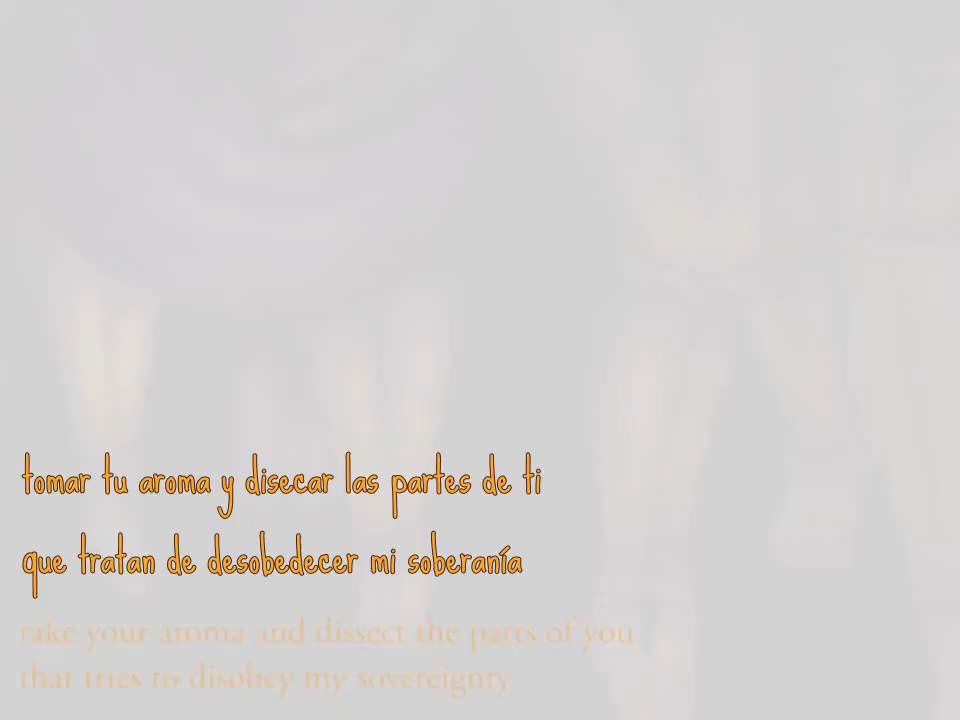 tomar tu aroma y disecar las partes de ti
que tratan de desobedecer mi soberanía
take your aroma and dissect the parts of you
that tries to disobey my sovereignty